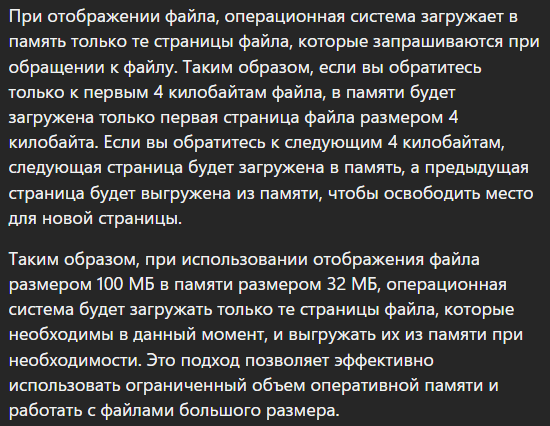 При отображении файла, операционная система загружает в
память только те страницы файла, которые запрашиваются при
обращении к файлу. Таким образом, если вы обратитесь
только к первым 4 килобайтам файла, в памяти будет
загружена только первая страница файла размером 4
килобайта. Если вы обратитесь к следующим 4 килобайтам,
следующая страница будет загружена в память, а предыдущая
страница будет выгружена из памяти, чтобы освободить место
для новой страницы.
Таким образом, при использовании отображения файла
размером 100 МБ в памяти размером 32 МБ, операционная
система будет загружать только те страницы файла, которые
необходимы в данный момент, и выгружать их из памяти при
необходимости. Это подход позволяет эффективно
использовать ограниченный объем оперативной памяти и
работать с файлами большого размера.